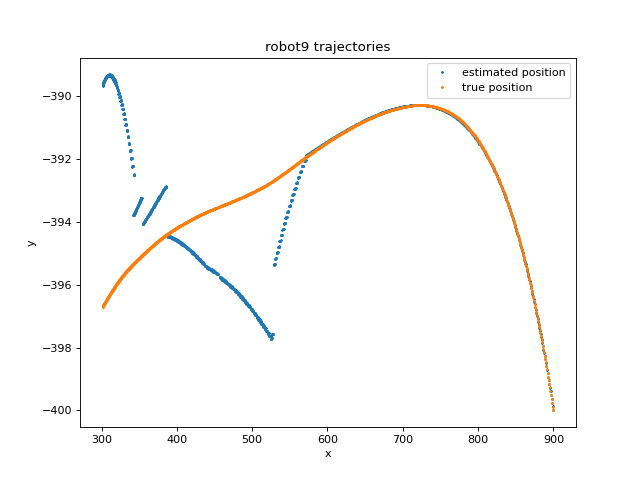 robot9 trajectories
estimated position
true position
−390
−392
−394
−396
−398
−400
y
300 400 500 600 700 800 900
x